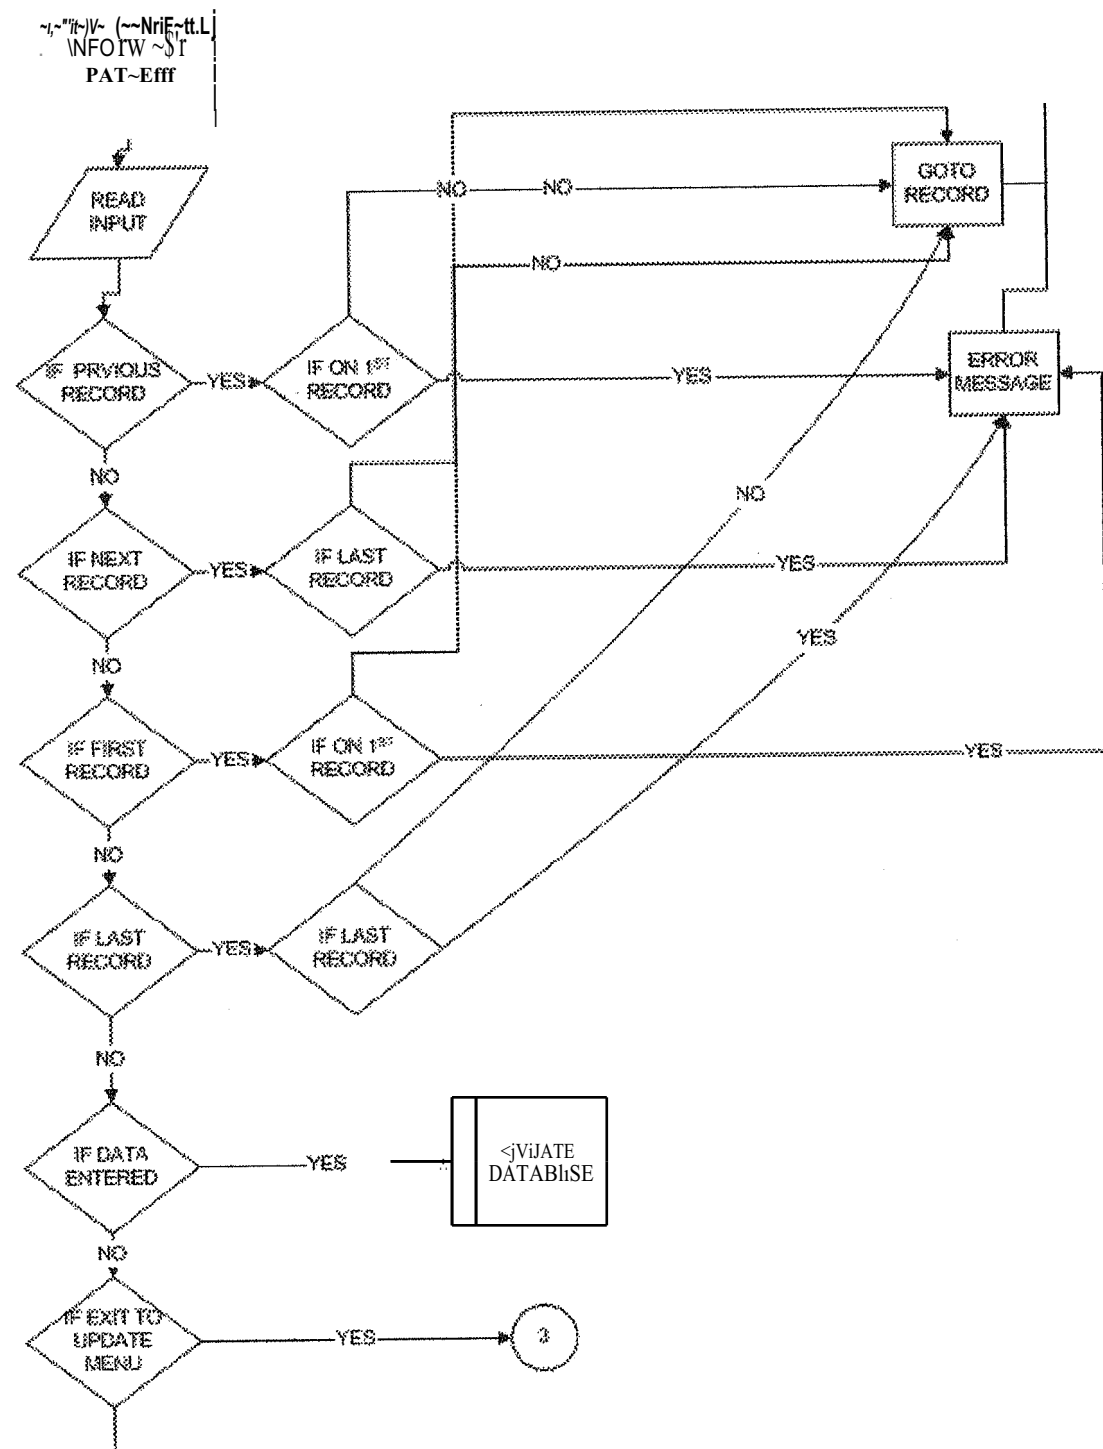 READ
INPUT
GOTO
RECORD
NO
NO
NO
IF PRVIOUS
RECORD
YES
IF ON 1ST
RECORD
YES
ERROR
MESSAGE
NO
NO
IF NEXT
RECORD
YES
IF LAST
RECORD
YES
YES
NO
IF FIRST
RECORD
YES
IF ON 1ST
RECORD
YES
NO
IF LAST
RECORD
YES
IF LAST
RECORD
NO
IF DATA
ENTERED
YES
NO
IF EXIT TO
UPDATE
MENU
YES
3